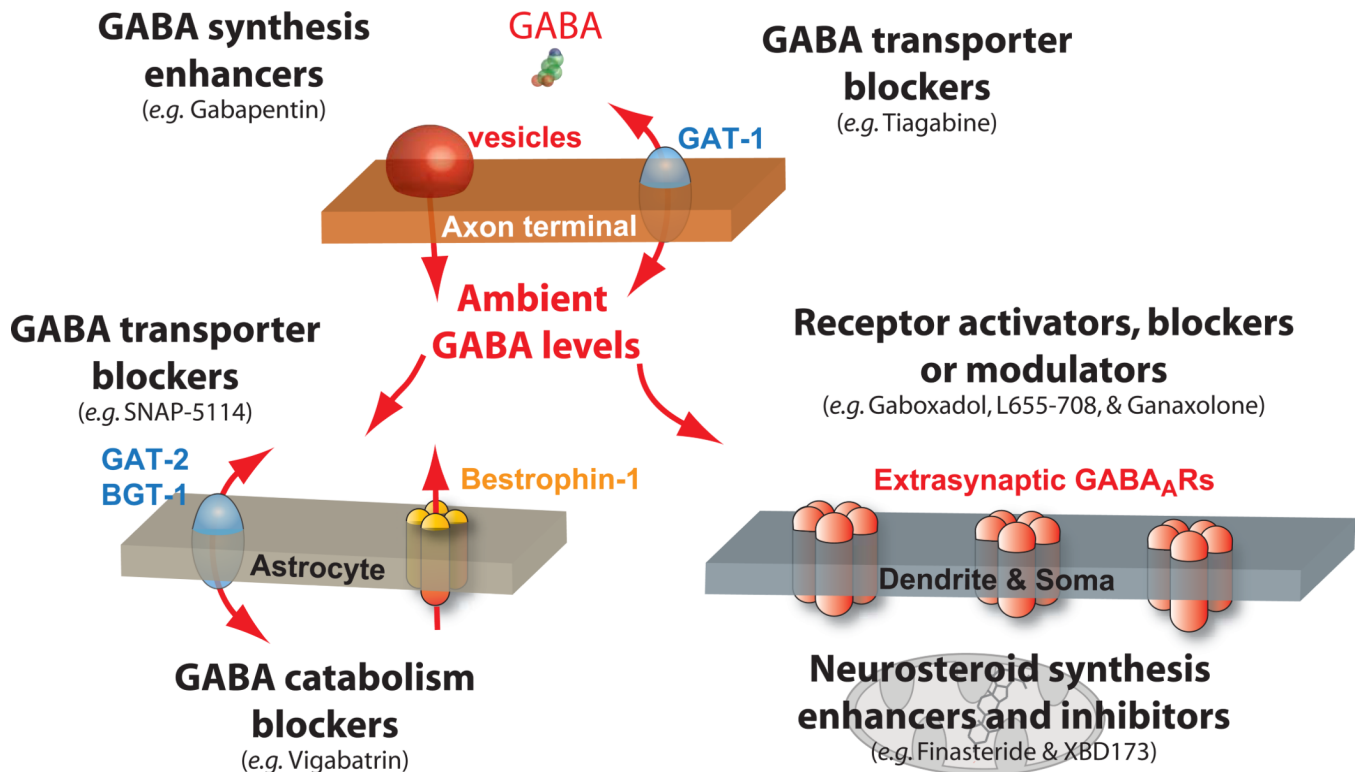 GABA synthesis
enhancers
(e.g. Gabapentin)
GABA
GABA transporter
blockers
(e.g. Tiagabine)
vesicles
GAT-1
Axon terminal
Ambient
GABA levels
GABA transporter
blockers
(e.g. SNAP-5114)
Receptor activators, blockers
or modulators
(e.g. Gaboxadol, L655-708, & Ganaxolone)
GAT-2
BGT-1
Bestrophin-1
Astrocyte
Extrasynaptic GABAARs
Dendrite & Soma
GABA catabolism
blockers
(e.g. Vigabatrin)
Neurosteroid synthesis
enhancers and inhibitors
(e.g. Finasteride & XBD173)